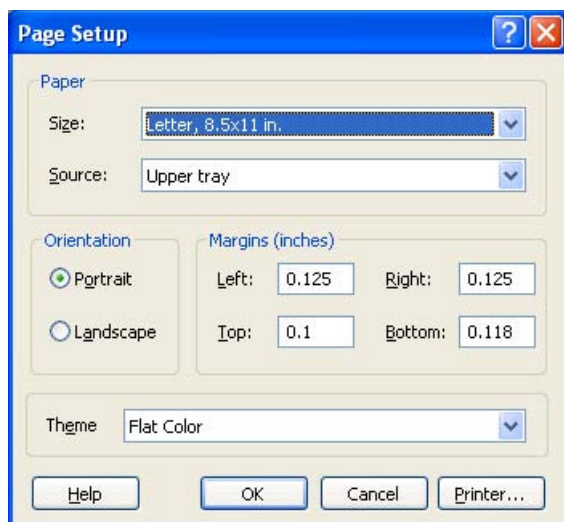 Page Setup
Paper
Size: Letter, 8.5x11 in.
Source: Upper tray
Orientation Margins (inches)
Portrait Left: 0.125 Right: 0.125
Landscape Top: 0.1 Bottom: 0.118
Theme Flat Color
Help OK Cancel Printer...